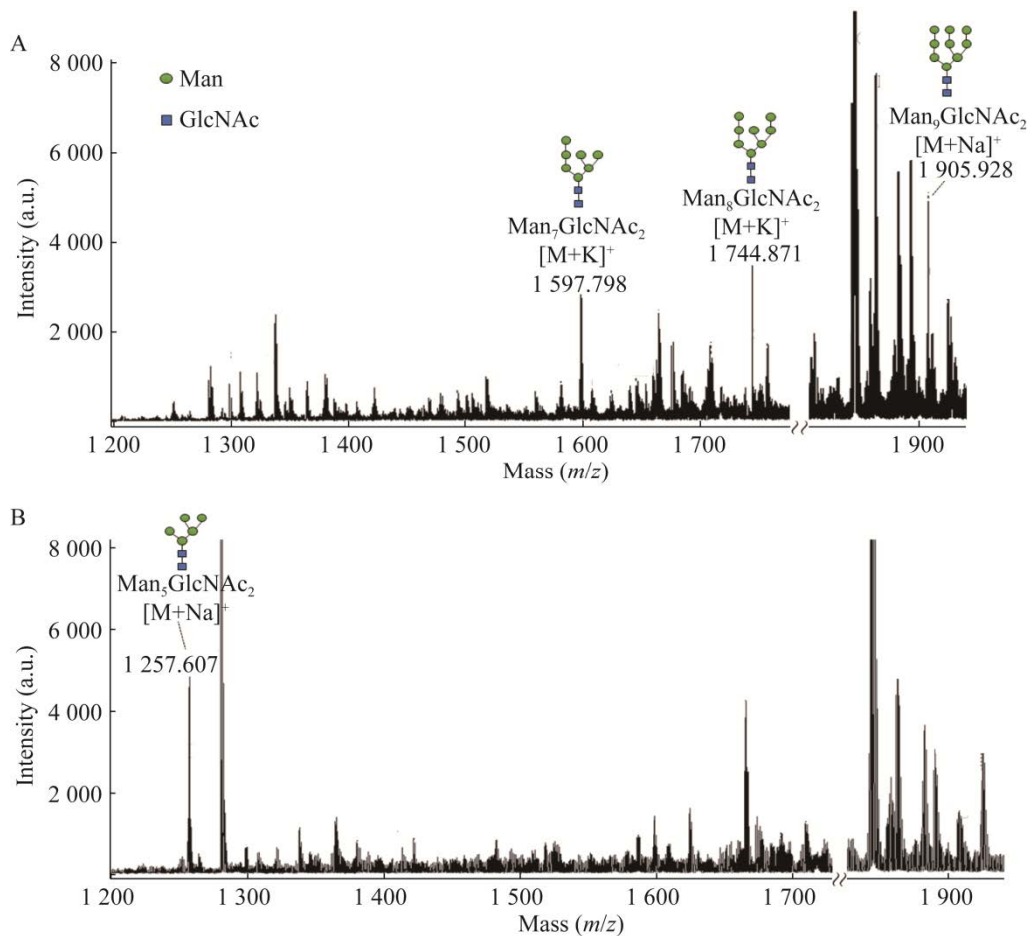 A
8 000
6 000
4 000
2 000
Intensity (a.u.)
Man
GlcNAc
Man₇GlcNAc₂
[M+K]⁺
1 597.798
Man₈GlcNAc₂
[M+K]⁺
1 744.871
Man₉GlcNAc₂
[M+Na]⁺
1 905.928
1 200 1 300 1 400 1 500 1 600 1 700 1 900
Mass (m/z)
B
8 000
6 000
4 000
2 000
Intensity (a.u.)
Man₅GlcNAc₂
[M+Na]⁺
1 257.607
1 200 1 300 1 400 1 500 1 600 1 700 1 900
Mass (m/z)